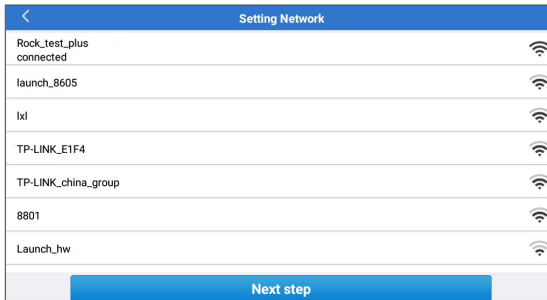 Setting Network
Rock_test_plus
connected
launch_8605
lxl
TP-LINK_E1F4
TP-LINK_china_group
8801
Launch_hw
Next step